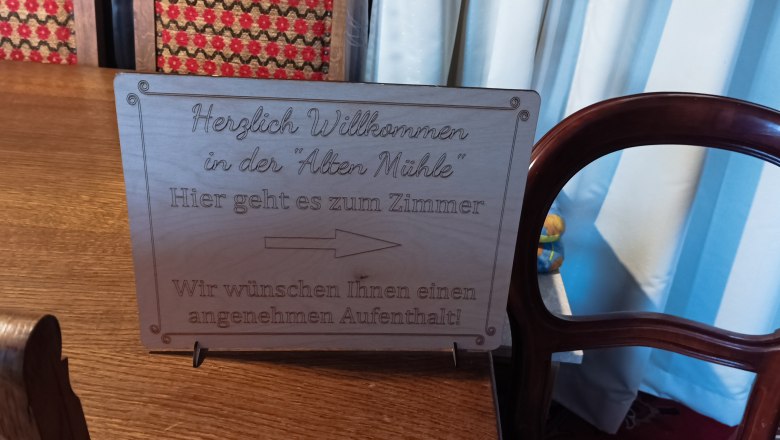 Herzlich Willkommen
in der "Alten Mühle"
Hier geht es zum Zimmer
Wir wünschen Ihnen einen
angenehmen Aufenthalt!